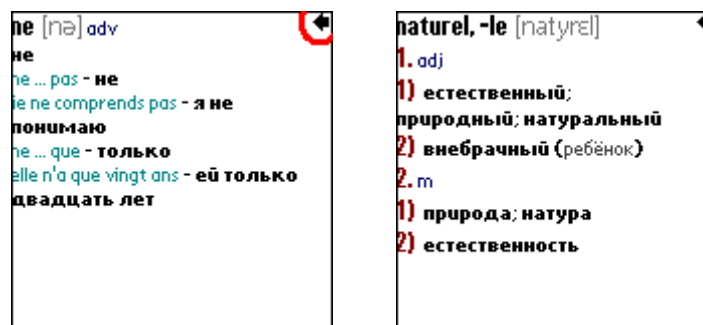 ne [nə] adv
не
ne ... pas - не
je ne comprends pas - я не
понимаю
ne ... que - только
elle n'a que vingt ans - ей только
двадцать лет
naturel, -le [natyrɛl]
1. adj
1) естественный;
природный; натуральный
2) внебрачный (ребёнок)
2. m
1) природа; натура
2) естественность